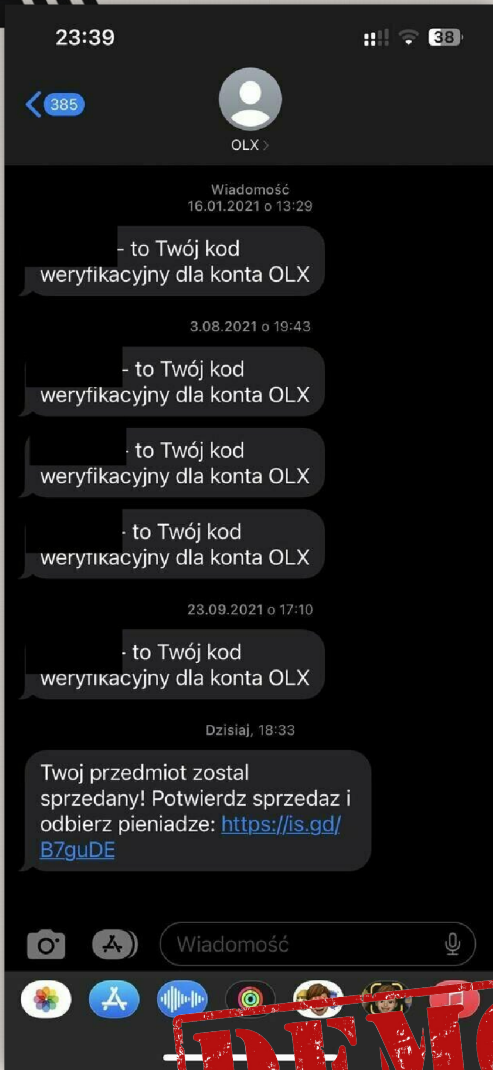 23:39
38
385
OLX
Wiadomość
16.01.2021 o 13:29
- to Twój kod
weryfikacyjny dla konta OLX
3.08.2021 o 19:43
- to Twój kod
weryfikacyjny dla konta OLX
- to Twój kod
weryfikacyjny dla konta OLX
- to Twój kod
weryfikacyjny dla konta OLX
23.09.2021 o 17:10
- to Twój kod
weryfikacyjny dla konta OLX
Dzisiaj, 18:33
Twoj przedmiot zostal
sprzedany! Potwierdz sprzedaz i
odbierz pieniadze: https://is.gd/
B7guDE
Wiadomość